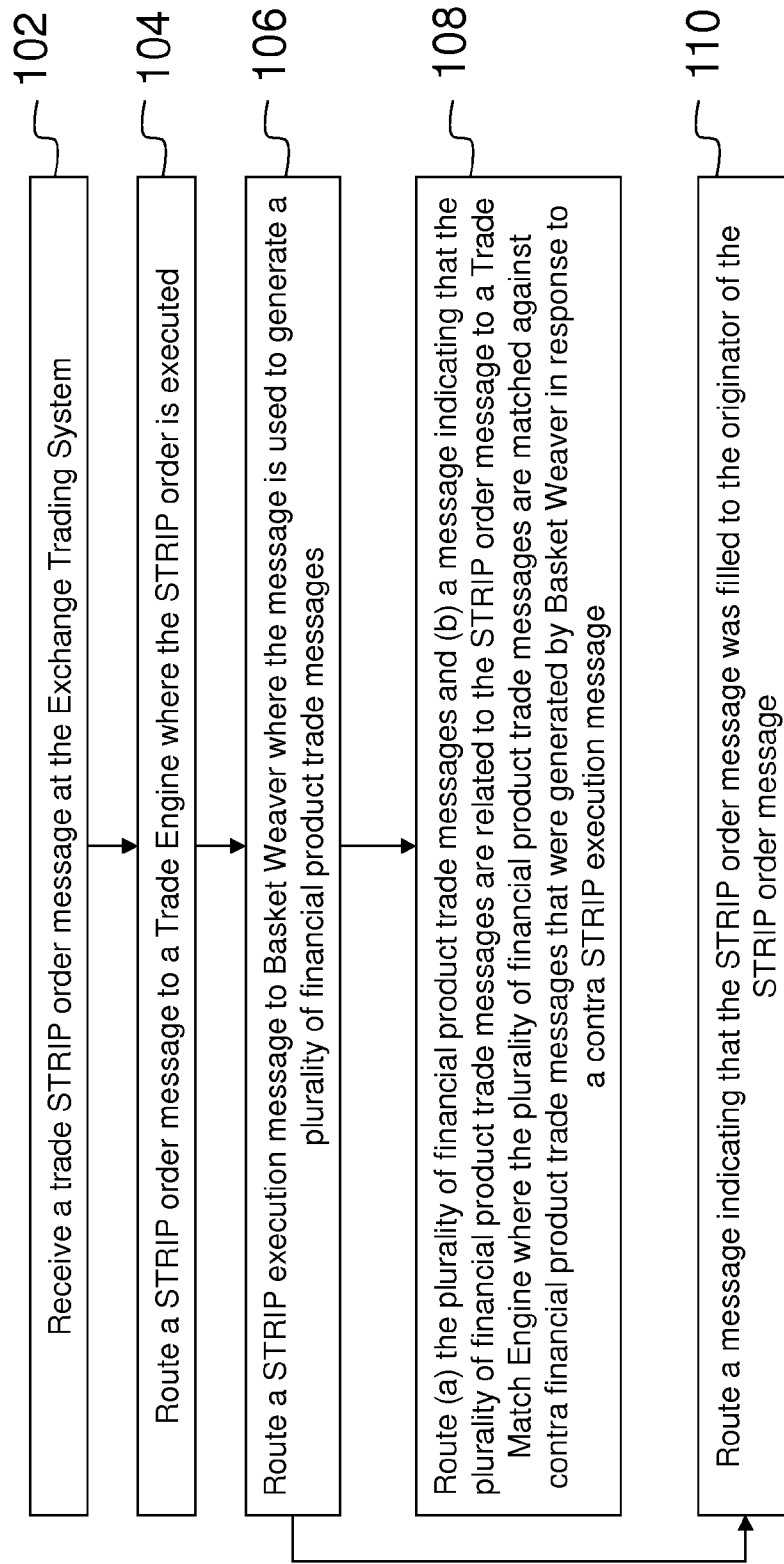 Receive a trade STRIP order message at the Exchange Trading System
102
Route a STRIP order message to a Trade Engine where the STRIP order is executed
104
Route a STRIP execution message to Basket Weaver where the message is used to generate a
plurality of financial product trade messages
106
Route (a) the plurality of financial product trade messages and (b) a message indicating that the
plurality of financial product trade messages are related to the STRIP order message to a Trade
Match Engine where the plurality of financial product trade messages are matched against
contra financial product trade messages that were generated by Basket Weaver in response to
a contra STRIP execution message
108
Route a message indicating that the STRIP order message was filled to the originator of the
STRIP order message
110